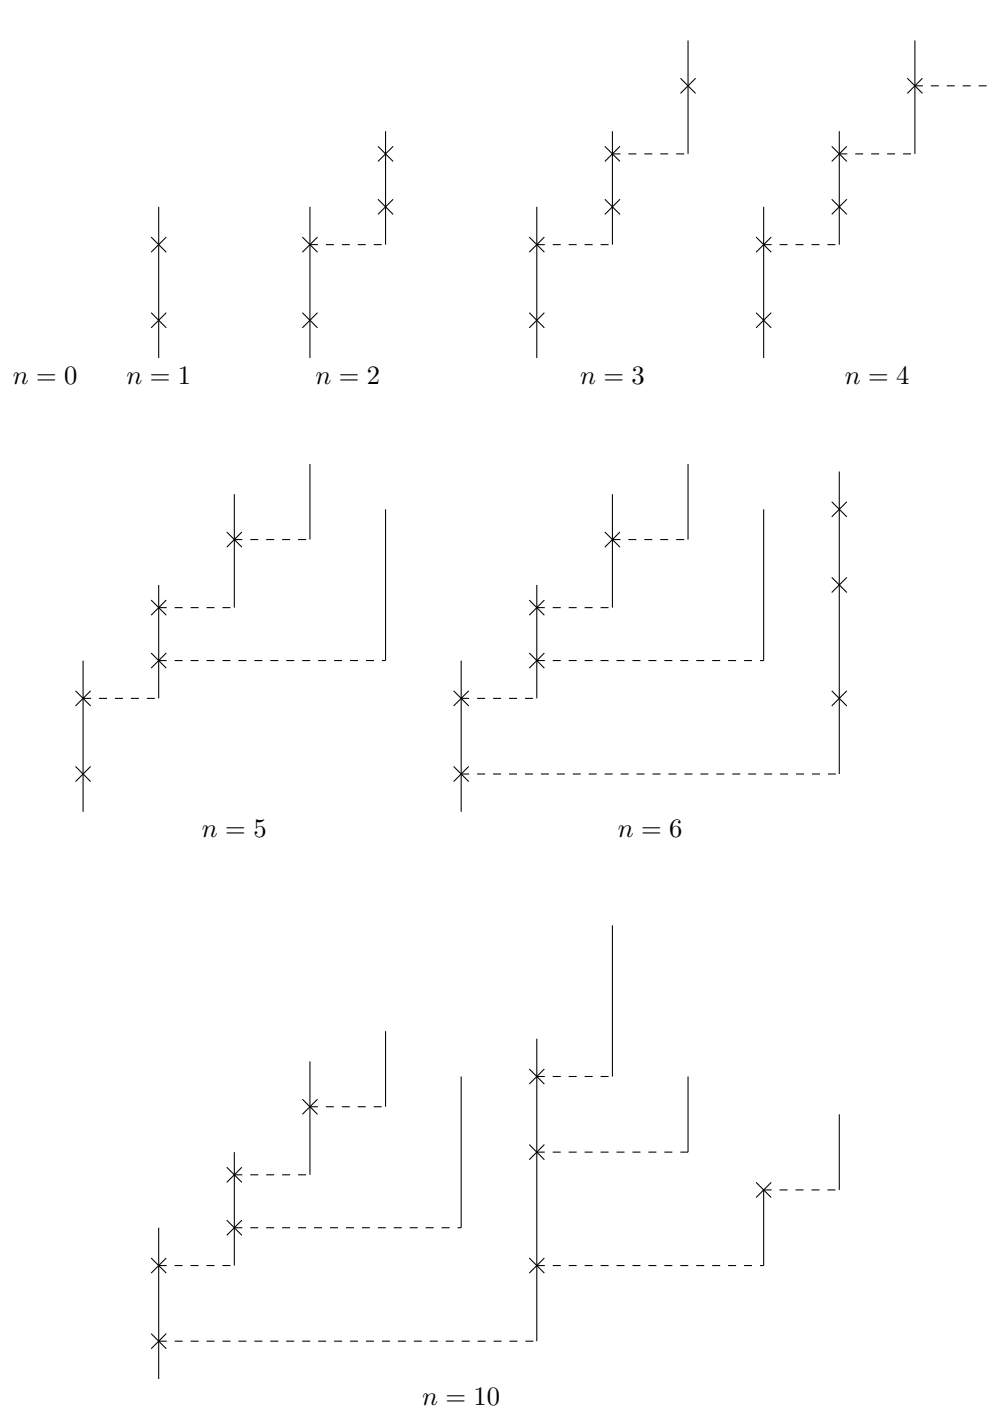 n = 0 n = 1 n = 2 n = 3 n = 4
n = 5 n = 6
n = 10